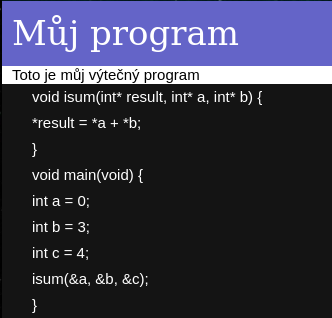 Můj program
Toto je můj výtečný program
void isum(int* result, int* a, int* b) {
*result = *a + *b;
}
void main(void) {
int a = 0;
int b = 3;
int c = 4;
isum(&a, &b, &c);
}